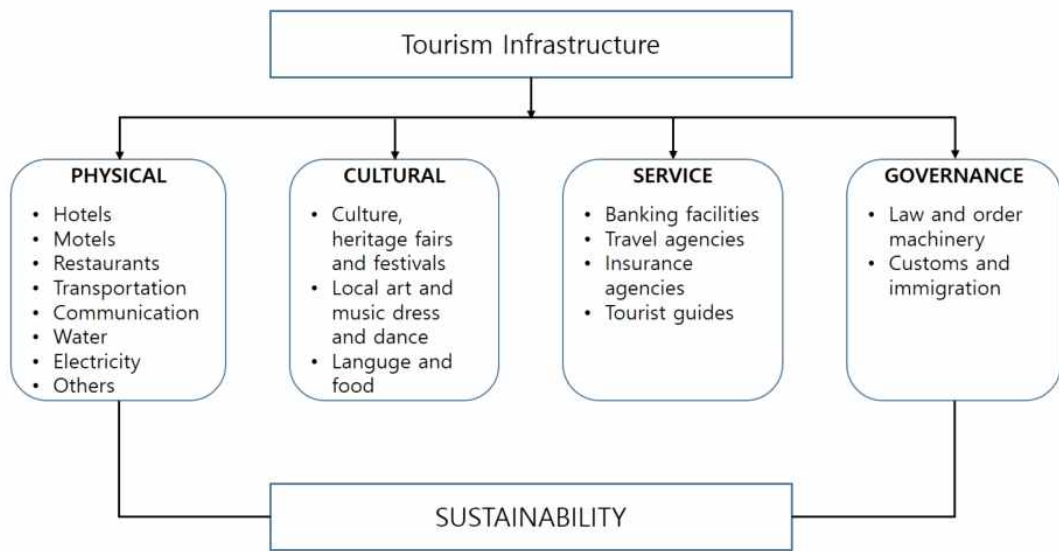 Tourism Infrastructure
PHYSICAL
• Hotels
• Motels
• Restaurants
• Transportation
• Communication
• Water
• Electricity
• Others
CULTURAL
• Culture,
heritage fairs
and festivals
• Local art and
music dress
and dance
• Languge and
food
SERVICE
• Banking facilities
• Travel agencies
• Insurance
agencies
• Tourist guides
GOVERNANCE
• Law and order
machinery
• Customs and
immigration
SUSTAINABILITY